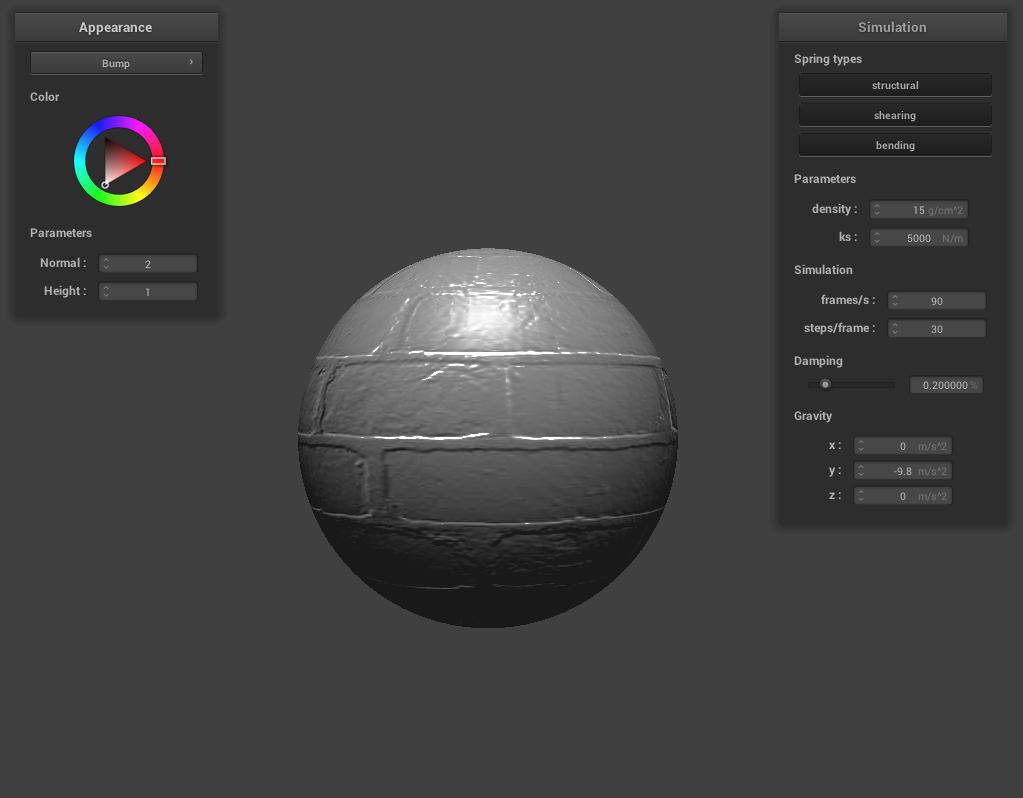 Appearance
Bump
Color
Parameters
Normal : 2
Height : 1
Simulation
Spring types
structural
shearing
bending
Parameters
density : 15 g/cm^2
ks : 5000 N/m
Simulation
frames/s : 90
steps/frame : 30
Damping
0.200000 %
Gravity
x : 0 m/s^2
y : -9.8 m/s^2
z : 0 m/s^2